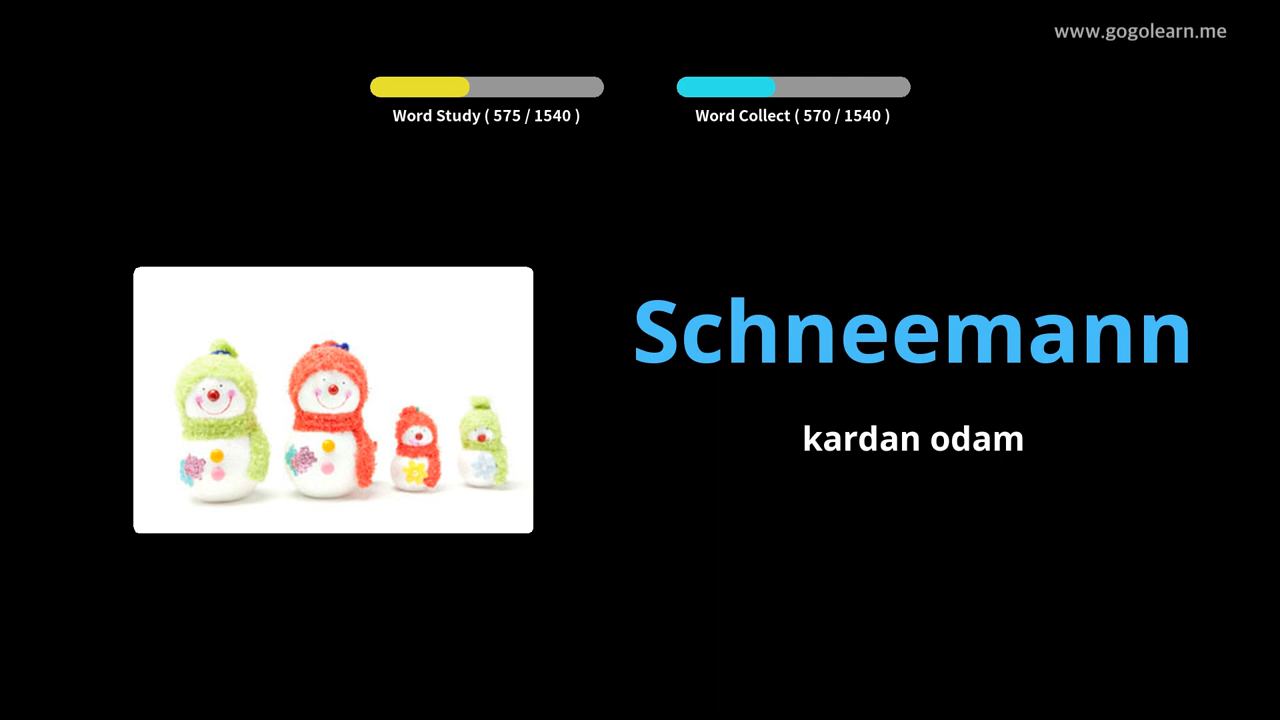 www.gogolearn.me
Word Study ( 575 / 1540 )
Word Collect ( 570 / 1540 )
Schneemann
kardan odam